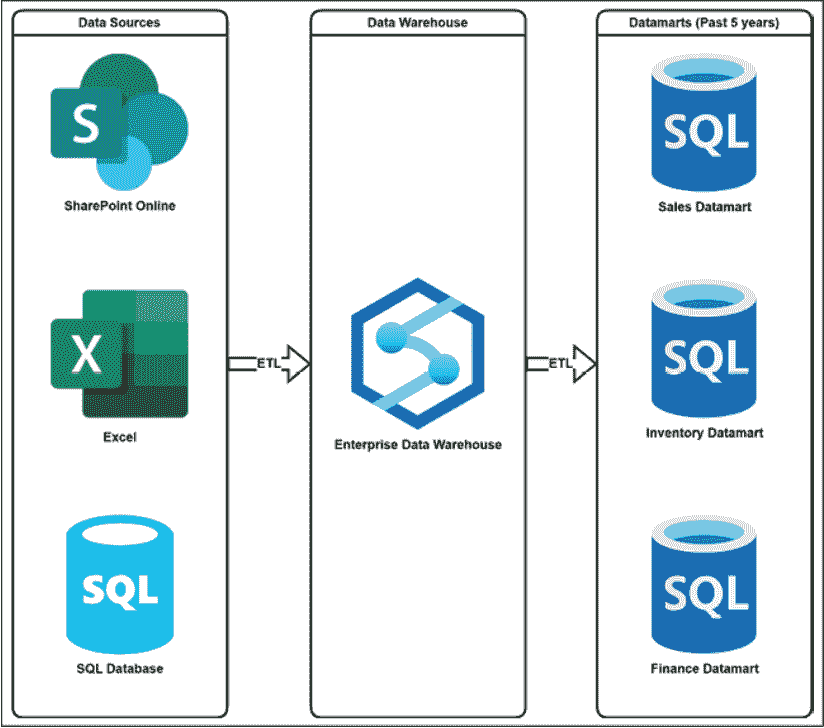 Data Sources
S
SharePoint Online
X
Excel
SQL
SQL Database
ETL
Data Warehouse
Enterprise Data Warehouse
ETL
Datamarts (Past 5 years)
SQL
Sales Datamart
SQL
Inventory Datamart
SQL
Finance Datamart